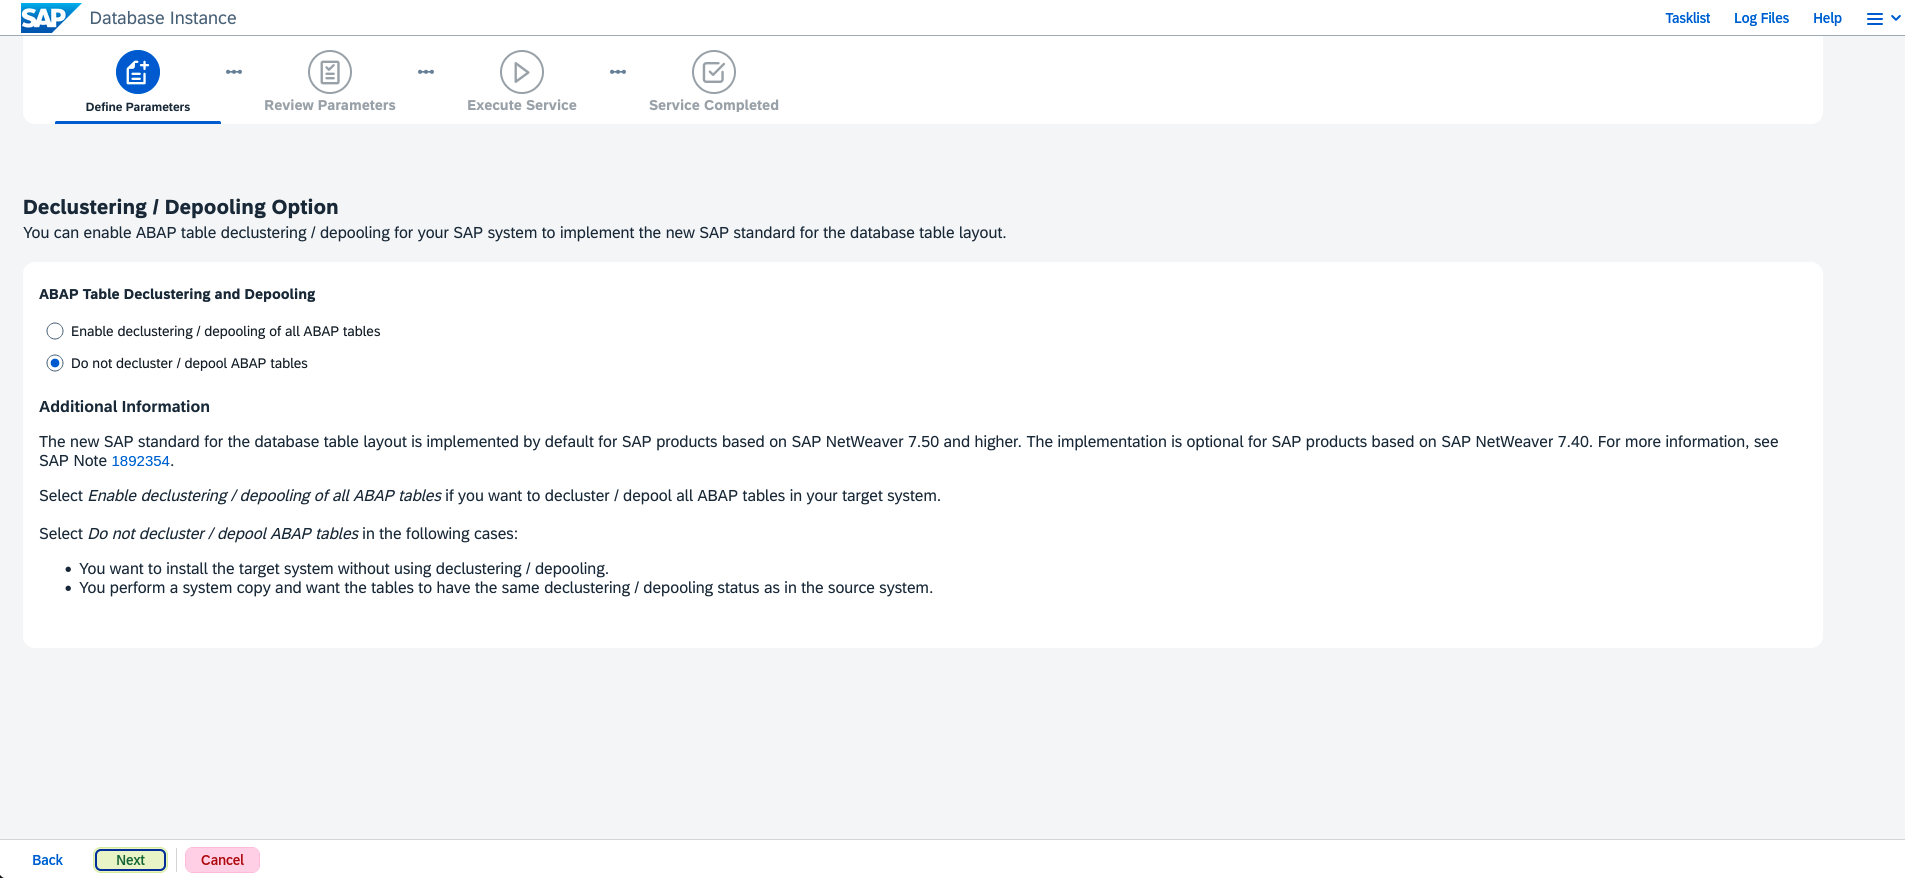 SAP Database Instance
Tasklist Log Files Help
Define Parameters
Review Parameters
Execute Service
Service Completed
Declustering / Depooling Option
You can enable ABAP table declustering / depooling for your SAP system to implement the new SAP standard for the database table layout.
ABAP Table Declustering and Depooling
Enable declustering / depooling of all ABAP tables
Do not decluster / depool ABAP tables
Additional Information
The new SAP standard for the database table layout is implemented by default for SAP products based on SAP NetWeaver 7.50 and higher. The implementation is optional for SAP products based on SAP NetWeaver 7.40. For more information, see
SAP Note 1892354.
Select Enable declustering / depooling of all ABAP tables if you want to decluster / depool all ABAP tables in your target system.
Select Do not decluster / depool ABAP tables in the following cases:
• You want to install the target system without using declustering / depooling.
• You perform a system copy and want the tables to have the same declustering / depooling status as in the source system.
Back Next Cancel